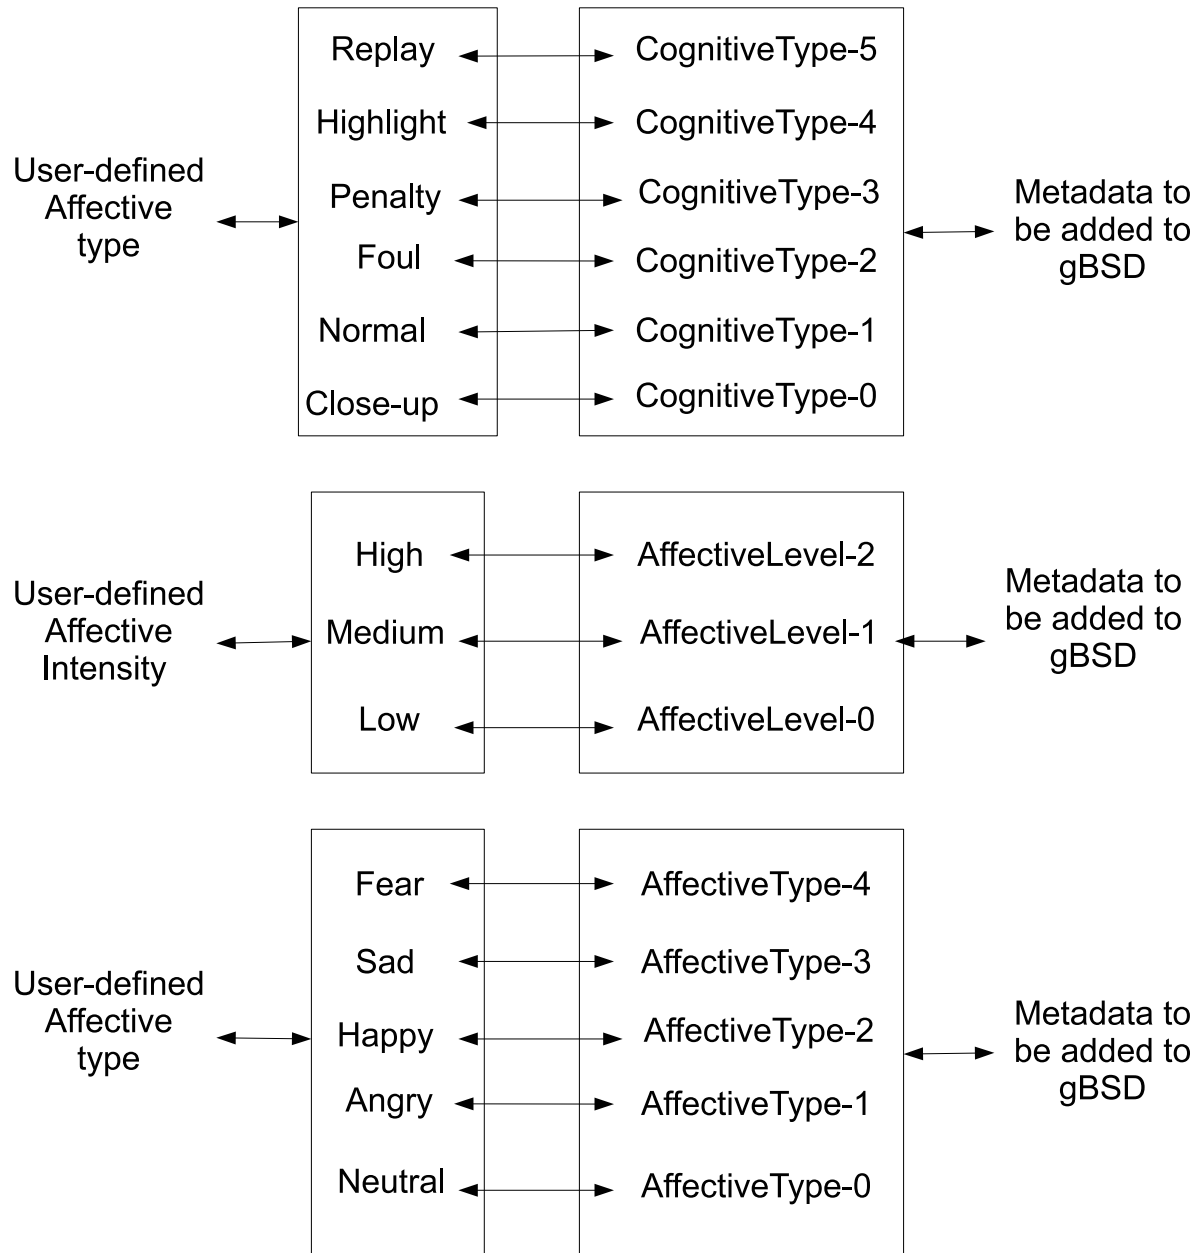 User-defined
Affective
type
Replay
Highlight
Penalty
Foul
Normal
Close-up
CognitiveType-5
CognitiveType-4
CognitiveType-3
CognitiveType-2
CognitiveType-1
CognitiveType-0
Metadata to
be added to
gBSD
User-defined
Affective
Intensity
High
Medium
Low
AffectiveLevel-2
AffectiveLevel-1
AffectiveLevel-0
Metadata to
be added to
gBSD
User-defined
Affective
type
Fear
Sad
Happy
Angry
Neutral
AffectiveType-4
AffectiveType-3
AffectiveType-2
AffectiveType-1
AffectiveType-0
Metadata to
be added to
gBSD